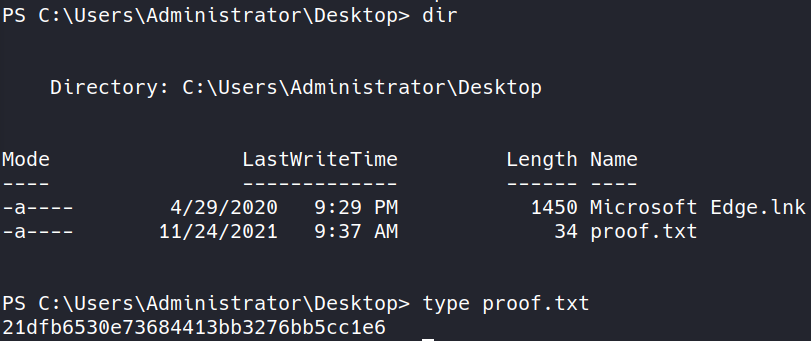 PS C:\Users\Administrator\Desktop> dir
Directory: C:\Users\Administrator\Desktop
Mode                LastWriteTime         Length Name
----                -------------         ------ ----
-a----        4/29/2020   9:29 PM           1450 Microsoft Edge.lnk
-a----       11/24/2021   9:37 AM             34 proof.txt
PS C:\Users\Administrator\Desktop> type proof.txt
21dfb6530e73684413bb3276bb5cc1e6